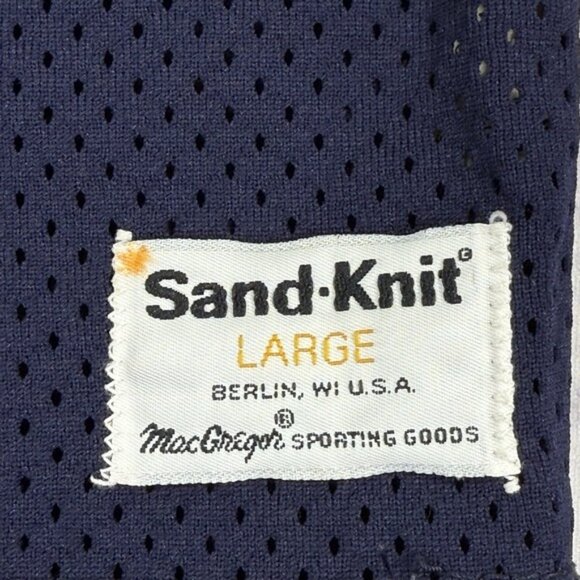 Sand·Knit®
LARGE
BERLIN, WI U.S.A.
MacGregor® SPORTING GOODS